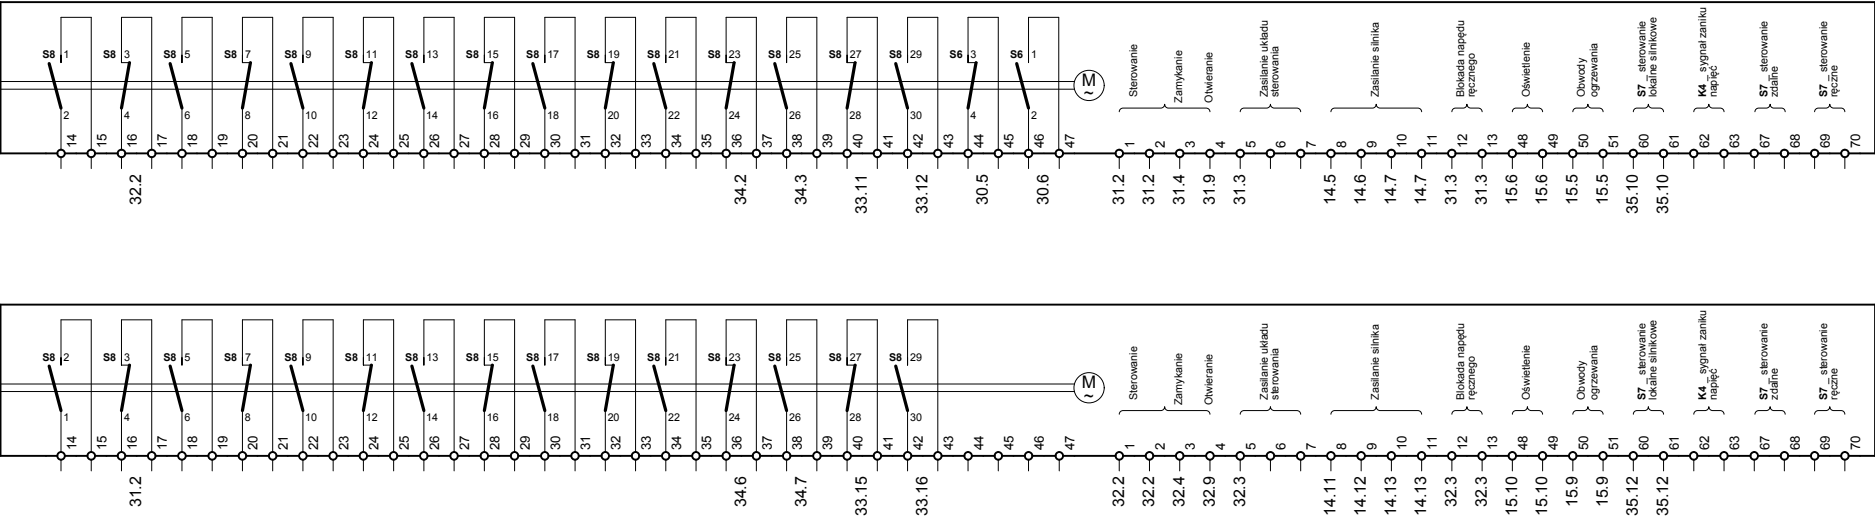 S8 1 S8 3 S8 5 S8 7 S8 9 S8 11 S8 13 S8 15 S8 17 S8 19 S8 21 S8 23 S8 25 S8 27 S8 29 S6 3 S6 1
M
~
2 4 6 8 10 12 14 16 18 20 22 24 26 28 30 4 2
Sterowanie
Zamykanie
Otwieranie
Zasilanie układu
sterowania
Zasilanie silnika
Blokada napędu
ręcznego
Oświetlenie
Obwody
ogrzewania
S7_ sterowanie
lokalne silnikowe
K4_ sygnał zaniku
napięć
S7_ sterowanie
zdalne
S7_ sterowanie
ręczne
14 15 16 17 18 19 20 21 22 23 24 25 26 27 28 29 30 31 32 33 34 35 36 37 38 39 40 41 42 43 44 45 46 47 1 2 3 4 5 6 7 8 9 10 11 12 13 48 49 50 51 60 61 62 63 67 68 69 70
32.2 34.2 34.3 33.11 33.12 30.5 30.6 31.2 31.2 31.4 31.9 31.3 14.5 14.6 14.7 14.7 31.3 31.3 15.6 15.6 15.5 15.5 35.10 35.10
S8 2 S8 3 S8 5 S8 7 S8 9 S8 11 S8 13 S8 15 S8 17 S8 19 S8 21 S8 23 S8 25 S8 27 S8 29
M
~
1 4 6 8 10 12 14 16 18 20 22 24 26 28 30
Sterowanie
Zamykanie
Otwieranie
Zasilanie układu
sterowania
Zasilanie silnika
Blokada napędu
ręcznego
Oświetlenie
Obwody
ogrzewania
S7_ sterowanie
lokalne silnikowe
K4_ sygnał zaniku
napięć
S7_ sterowanie
zdalne
S7_ sterowanie
ręczne
14 15 16 17 18 19 20 21 22 23 24 25 26 27 28 29 30 31 32 33 34 35 36 37 38 39 40 41 42 43 44 45 46 47 1 2 3 4 5 6 7 8 9 10 11 12 13 48 49 50 51 60 61 62 63 67 68 69 70
31.2 34.6 34.7 33.15 33.16 32.2 32.2 32.4 32.9 32.3 14.11 14.12 14.13 14.13 32.3 32.3 15.10 15.10 15.9 15.9 35.12 35.12